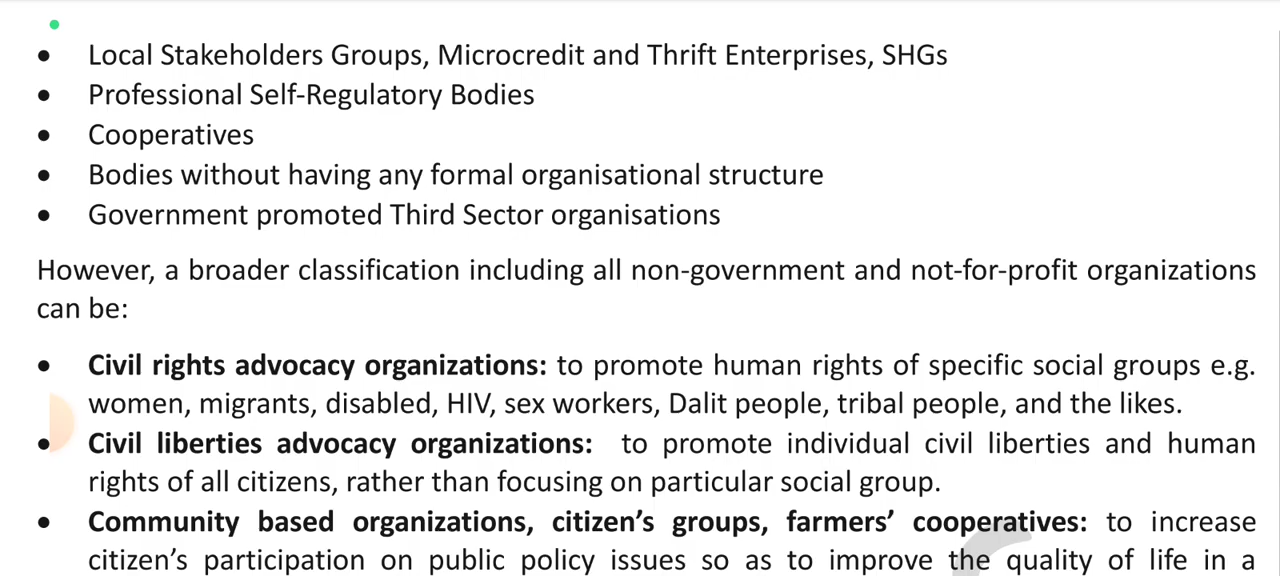 • Local Stakeholders Groups, Microcredit and Thrift Enterprises, SHGs
• Professional Self-Regulatory Bodies
• Cooperatives
• Bodies without having any formal organisational structure
• Government promoted Third Sector organisations
However, a broader classification including all non-government and not-for-profit organizations
can be:
• Civil rights advocacy organizations: to promote human rights of specific social groups e.g.
women, migrants, disabled, HIV, sex workers, Dalit people, tribal people, and the likes.
• Civil liberties advocacy organizations: to promote individual civil liberties and human
rights of all citizens, rather than focusing on particular social group.
• Community based organizations, citizen’s groups, farmers’ cooperatives: to increase
citizen’s participation on public policy issues so as to improve the quality of life in a